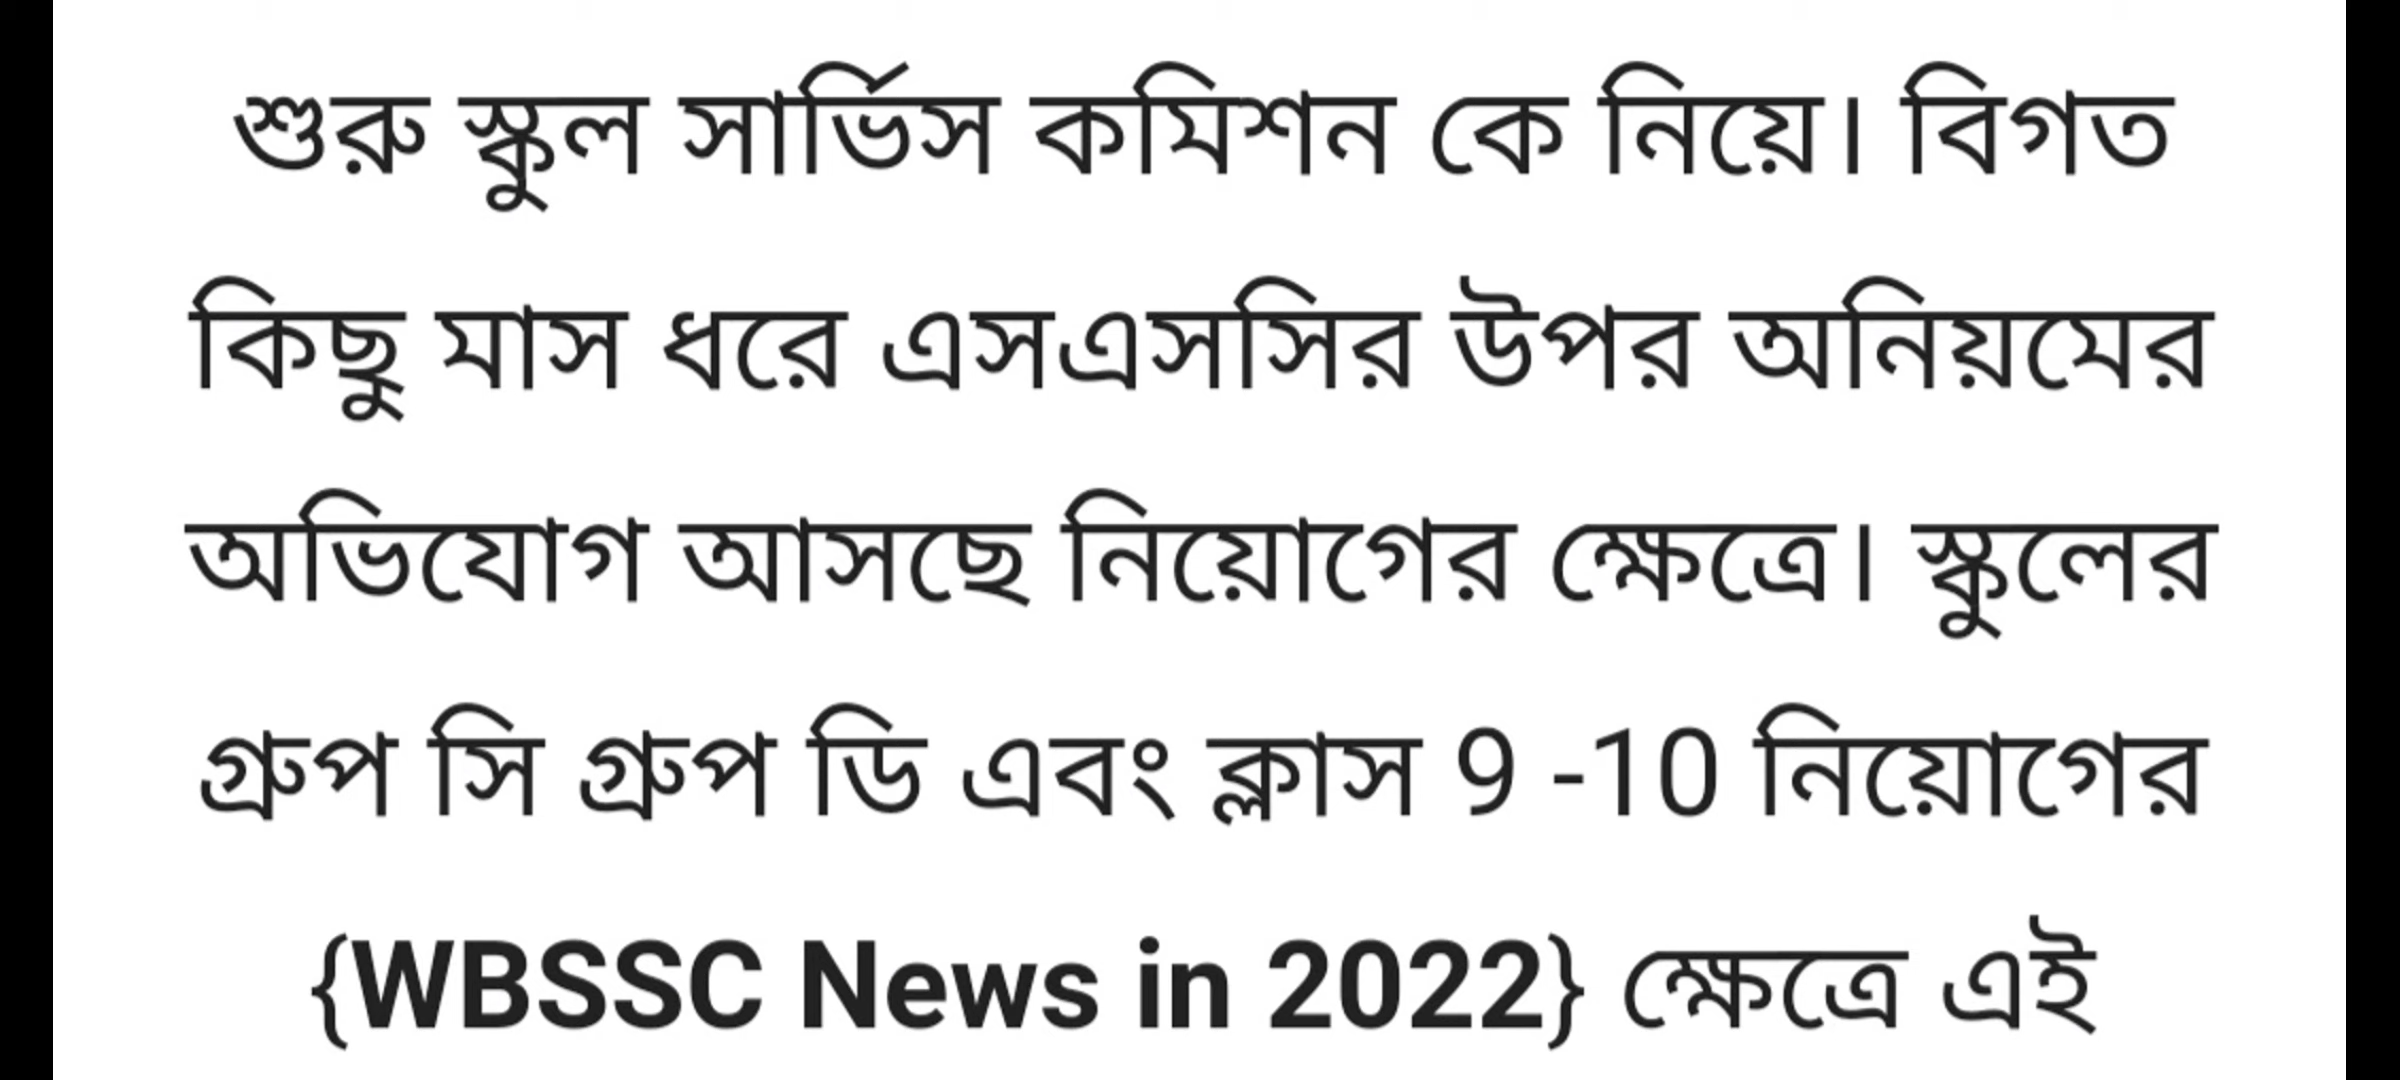 শুরু স্কুল সার্ভিস কমিশন কে নিয়ে। বিগত
কিছু মাস ধরে এসএসসির উপর অনিয়মের
অভিযোগ আসছে নিয়োগের ক্ষেত্রে। স্কুলের
গ্রুপ সি গ্রুপ ডি এবং ক্লাস 9 -10 নিয়োগের
{WBSSC News in 2022} ক্ষেত্রে এই